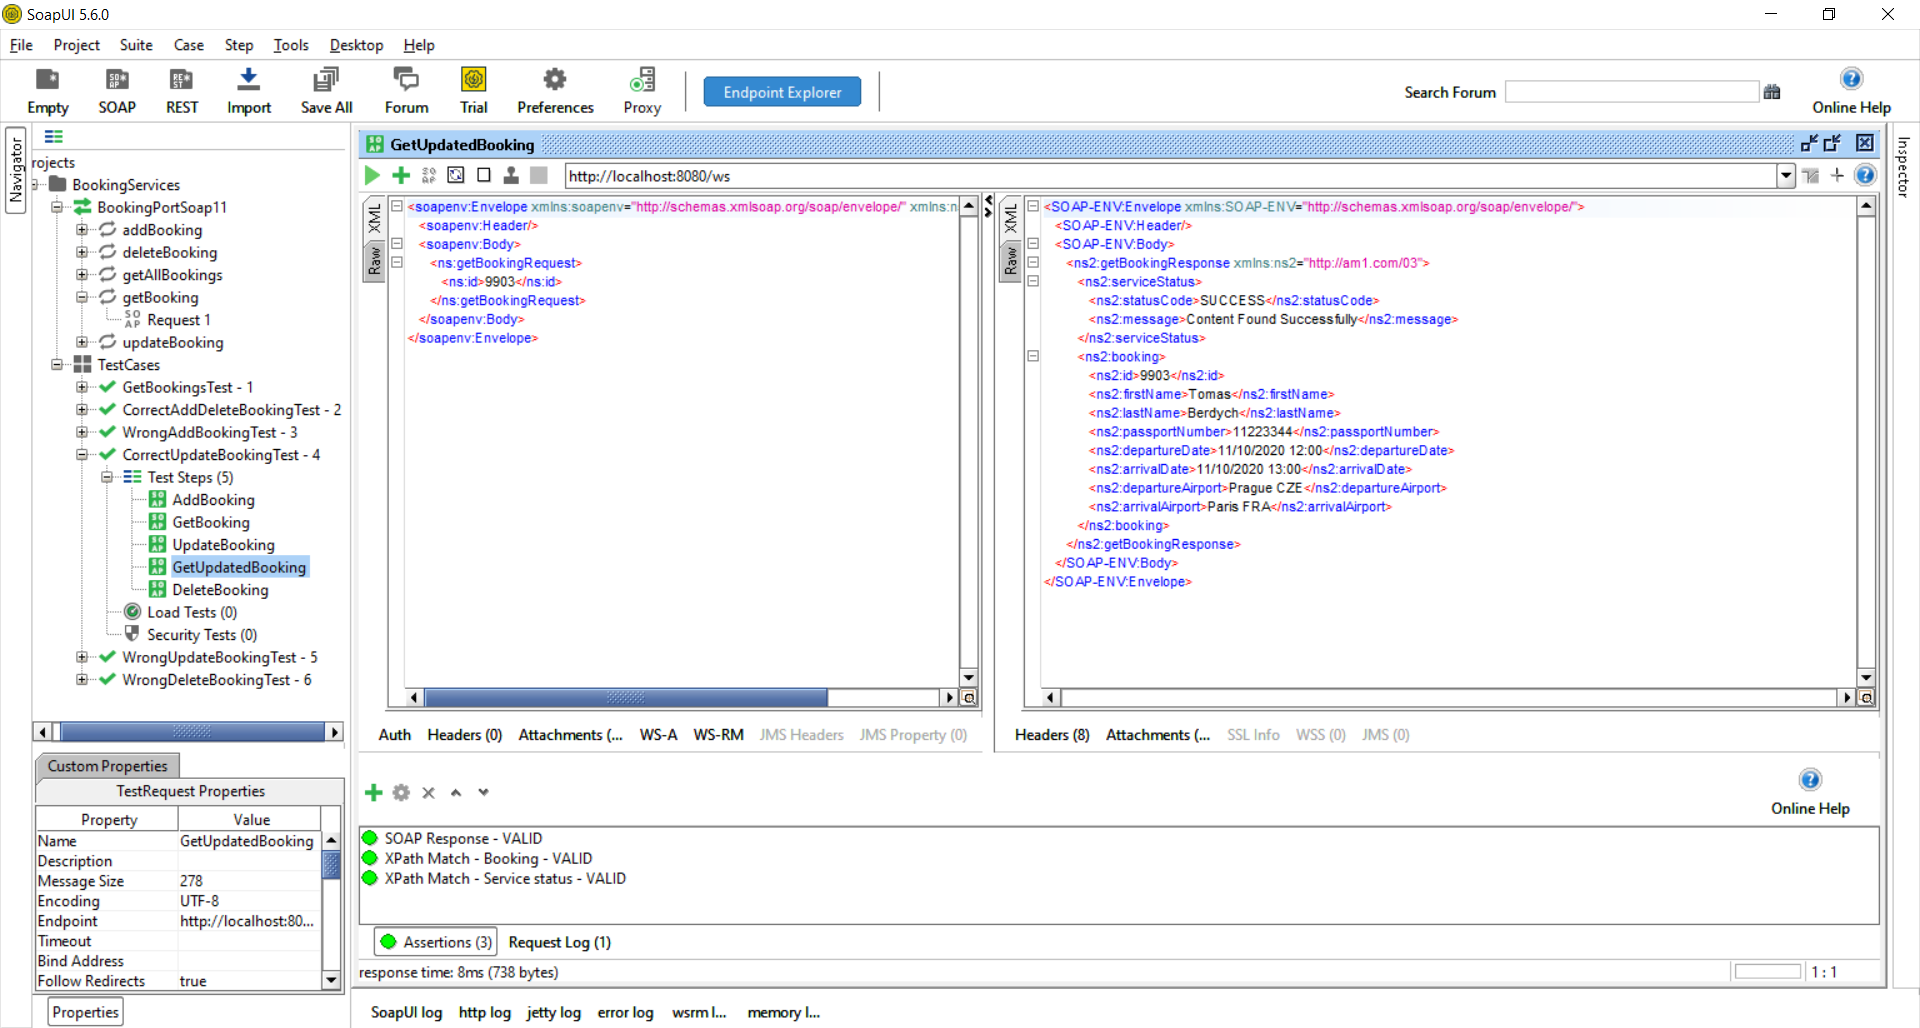 SoapUI 5.6.0
File Project Suite Case Step Tools Desktop Help
Empty SOAP REST Import Save All Forum Trial Preferences Proxy Endpoint Explorer Search Forum Online Help
Navigator
rojects
BookingServices
BookingPortSoap11
addBooking
deleteBooking
getAllBookings
getBooking
Request 1
updateBooking
TestCases
GetBookingsTest - 1
CorrectAddDeleteBookingTest - 2
WrongAddBookingTest - 3
CorrectUpdateBookingTest - 4
Test Steps (5)
AddBooking
GetBooking
UpdateBooking
GetUpdatedBooking
DeleteBooking
Load Tests (0)
Security Tests (0)
WrongUpdateBookingTest - 5
WrongDeleteBookingTest - 6
Custom Properties
TestRequest Properties
Property Value
Name GetUpdatedBooking
Description
Message Size 278
Encoding UTF-8
Endpoint http://localhost:80...
Timeout
Bind Address
Follow Redirects true
Properties
GetUpdatedBooking
http://localhost:8080/ws
XML
Raw
<soapenv:Envelope xmlns:soapenv="http://schemas.xmlsoap.org/soap/envelope/" xmlns:n
<soapenv:Header/>
<soapenv:Body>
<ns:getBookingRequest>
<ns:id>9903</ns:id>
</ns:getBookingRequest>
</soapenv:Body>
</soapenv:Envelope>
Auth Headers (0) Attachments (... WS-A WS-RM JMS Headers JMS Property (0)
XML
Raw
<SOAP-ENV:Envelope xmlns:SOAP-ENV="http://schemas.xmlsoap.org/soap/envelope/">
<SOAP-ENV:Header/>
<SOAP-ENV:Body>
<ns2:getBookingResponse xmlns:ns2="http://am1.com/03">
<ns2:serviceStatus>
<ns2:statusCode>SUCCESS</ns2:statusCode>
<ns2:message>Content Found Successfully</ns2:message>
</ns2:serviceStatus>
<ns2:booking>
<ns2:id>9903</ns2:id>
<ns2:firstName>Tomas</ns2:firstName>
<ns2:lastName>Berdych</ns2:lastName>
<ns2:passportNumber>11223344</ns2:passportNumber>
<ns2:departureDate>11/10/2020 12:00</ns2:departureDate>
<ns2:arrivalDate>11/10/2020 13:00</ns2:arrivalDate>
<ns2:departureAirport>Prague CZE</ns2:departureAirport>
<ns2:arrivalAirport>Paris FRA</ns2:arrivalAirport>
</ns2:booking>
</ns2:getBookingResponse>
</SOAP-ENV:Body>
</SOAP-ENV:Envelope>
Headers (8) Attachments (... SSL Info WSS (0) JMS (0)
Inspector
Online Help
SOAP Response - VALID
XPath Match - Booking - VALID
XPath Match - Service status - VALID
Assertions (3) Request Log (1)
response time: 8ms (738 bytes) 1 : 1
SoapUI log http log jetty log error log wsrm l... memory l...